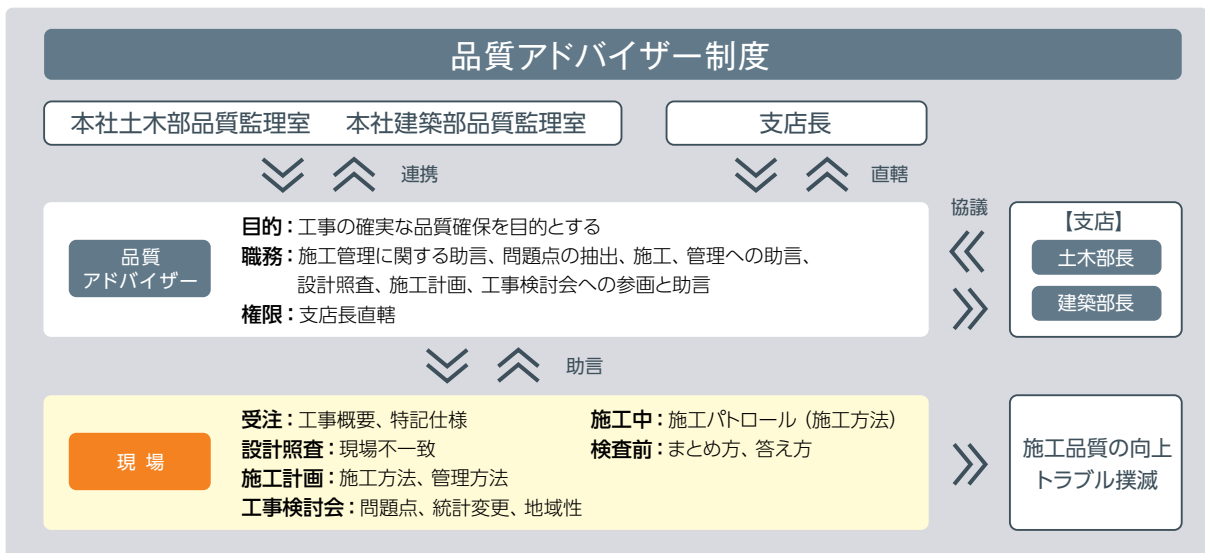 品質アドバイザー制度
本社土木部品質監理室 本社建築部品質監理室
支店長
連携
直轄
品質
アドバイザー
目的：工事の確実な品質確保を目的とする
職務：施工管理に関する助言、問題点の抽出、施工、管理への助言、
設計照査、施工計画、工事検討会への参画と助言
権限：支店長直轄
協議
【支店】
土木部長
建築部長
助言
現場
受注：工事概要、特記仕様
設計照査：現場不一致
施工計画：施工方法、管理方法
工事検討会：問題点、統計変更、地域性
施工中：施工パトロール（施工方法）
検査前：まとめ方、答え方
施工品質の向上
トラブル撲滅